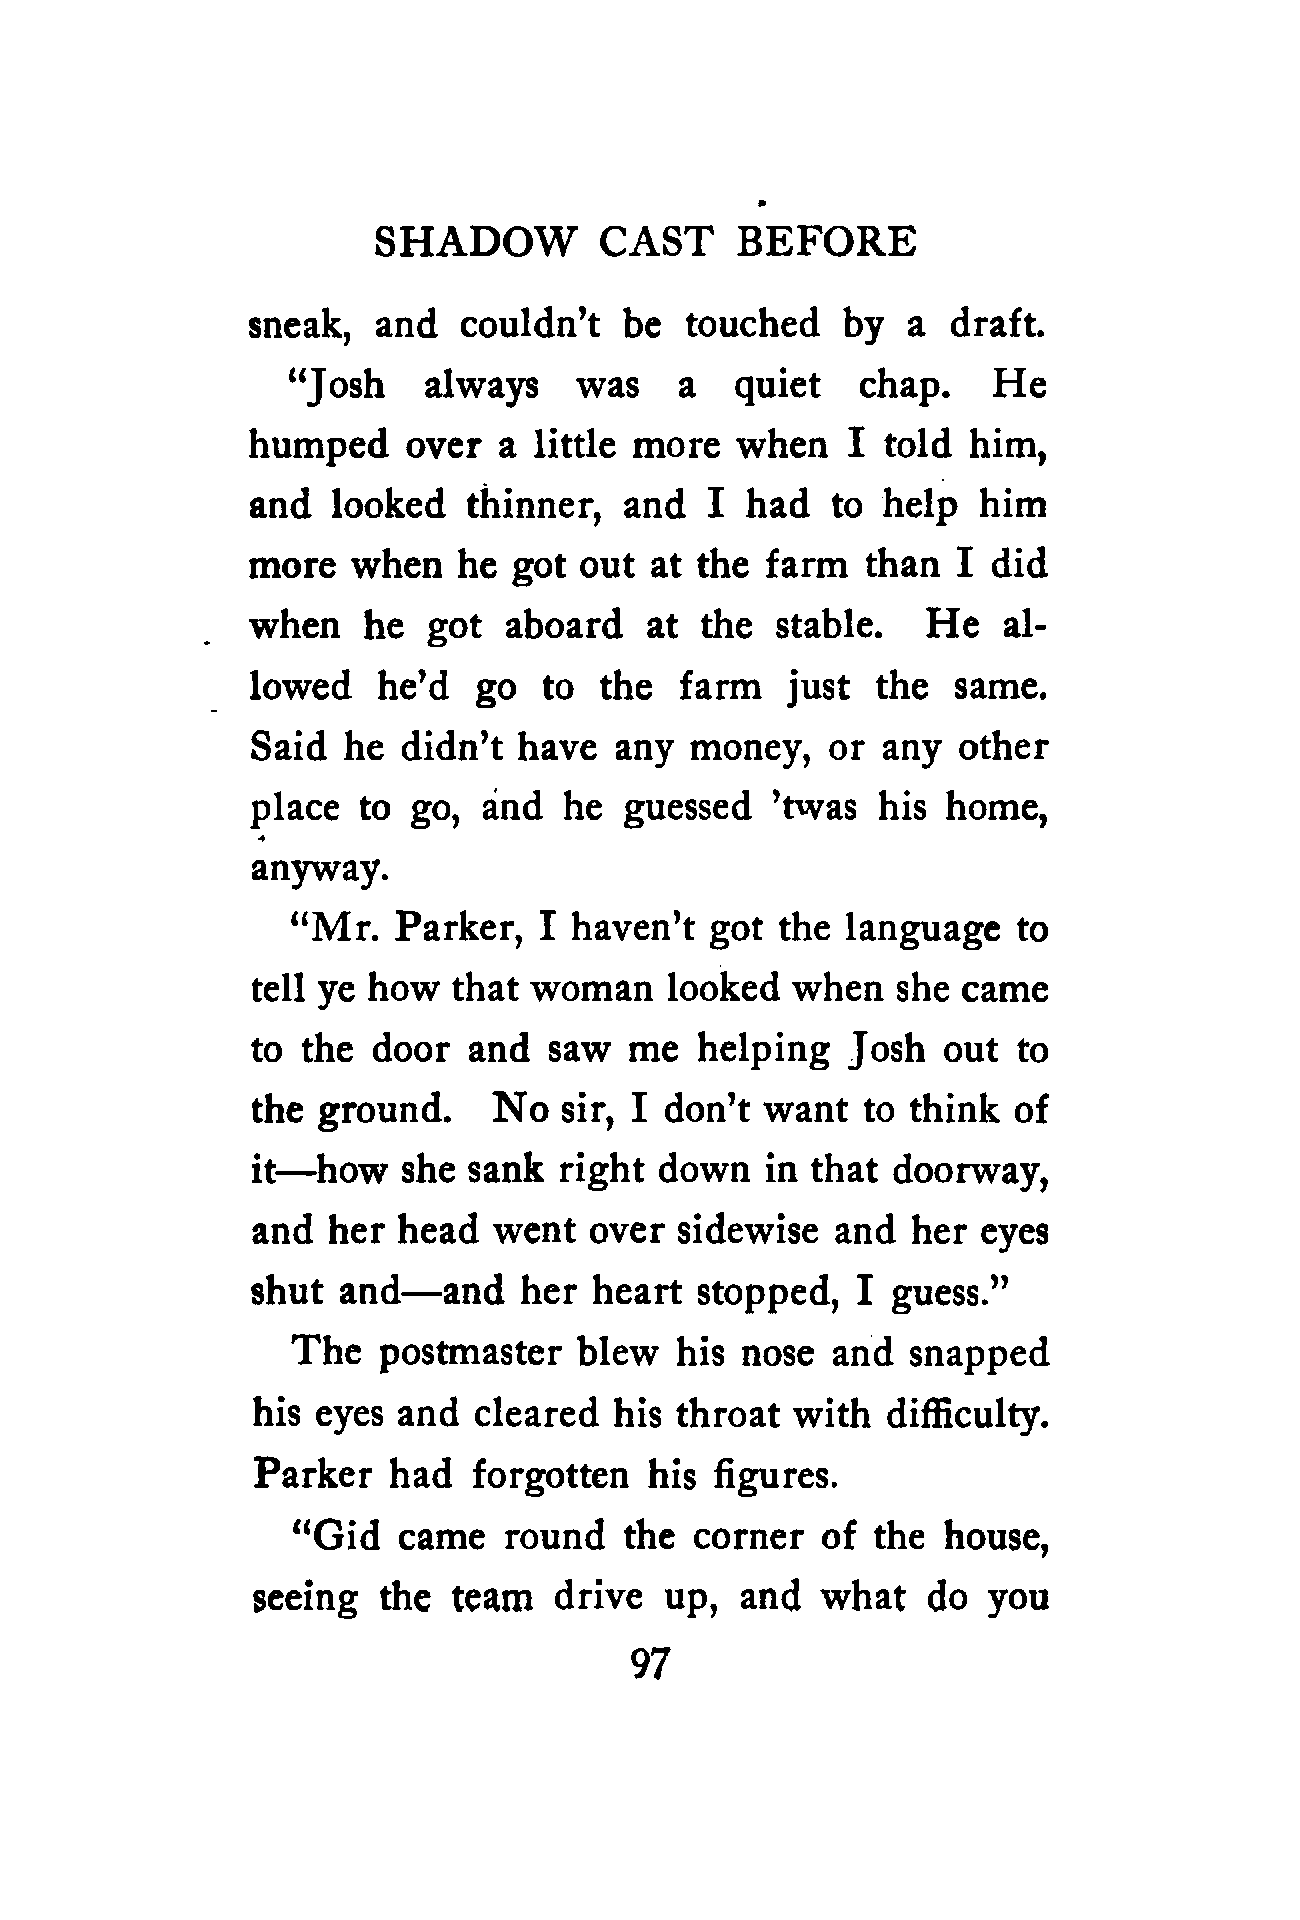 SHADOW CAST BEFORE
sneak, and couldn't be touched by a draft.
"Josh always was a quiet chap. He
humped over a little more when I told him,
and looked thinner, and I had to help him
more when he got out at the farm than I did
when he got aboard at the stable. He al-
lowed he'd go to the farm just the same.
Said he didn't have any money, or any other
place to go, and he guessed 'twas his home,
anyway.
"Mr. Parker, I haven't got the language to
tell ye how that woman looked when she came
to the door and saw me helping Josh out to
the ground. No sir, I don't want to think of
it—how she sank right down in that doorway,
and her head went over sidewise and her eyes
shut and—and her heart stopped, I guess."
The postmaster blew his nose and snapped
his eyes and cleared his throat with difficulty.
Parker had forgotten his figures.
"Gid came round the corner of the house,
seeing the team drive up, and what do you
97